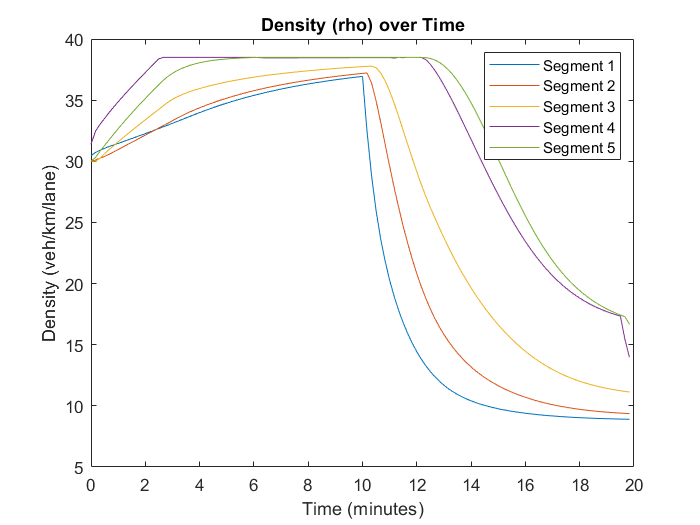 Density (rho) over Time
Density (veh/km/lane)
40
35
30
25
20
15
10
5
0
2
4
6
8
10
12
14
16
18
20
Time (minutes)
Segment 1
Segment 2
Segment 3
Segment 4
Segment 5